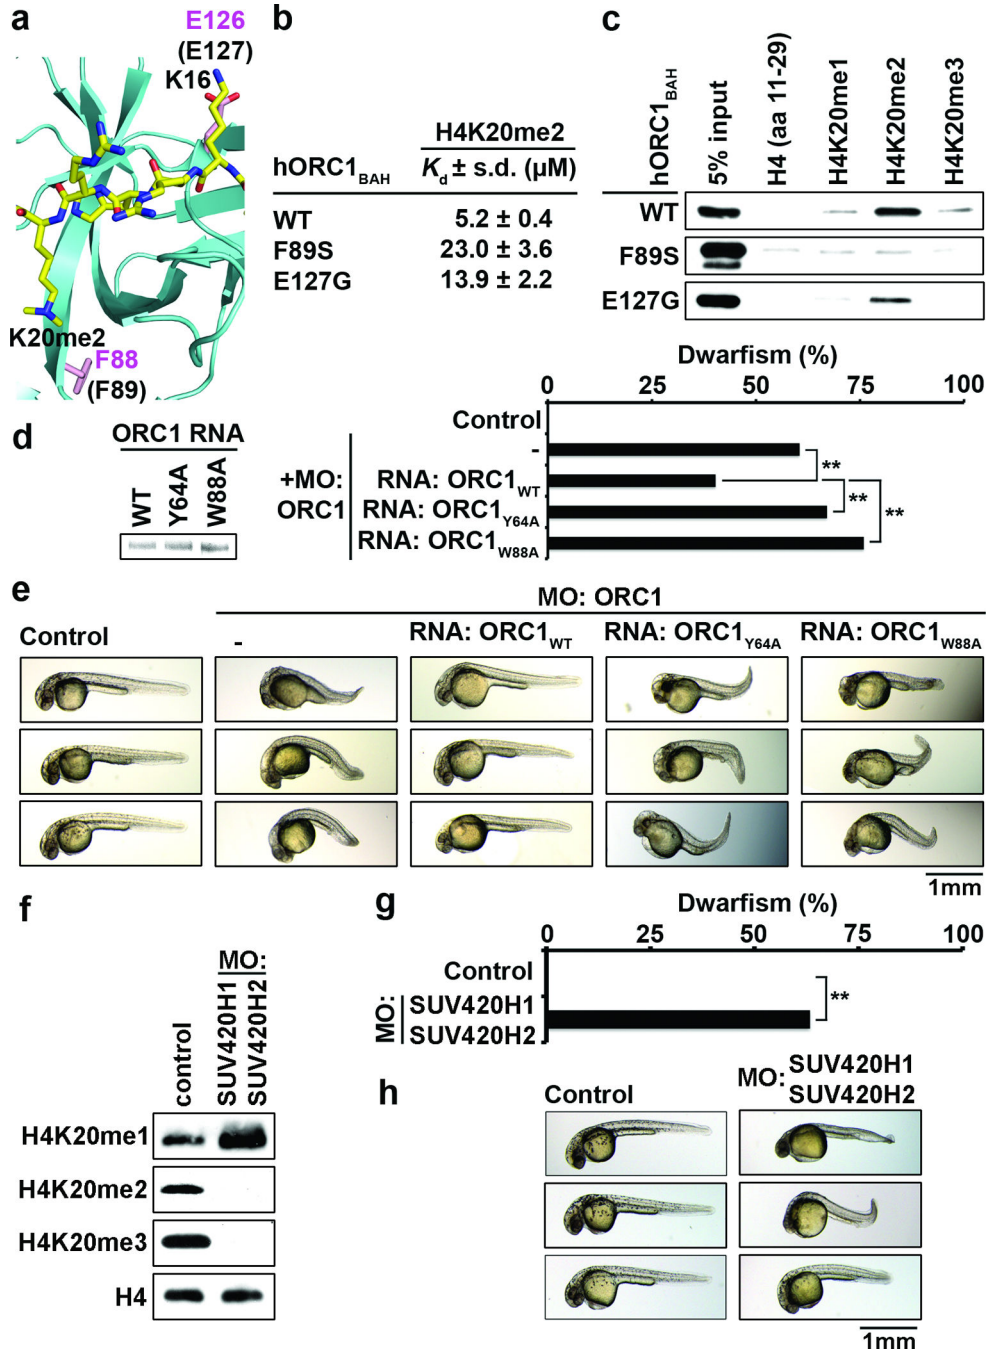 a
E126
(E127)
K16
K20me2
F88
(F89)
b
H4K20me2
hORC1BAH Kd ± s.d. (μM)
WT 5.2 ± 0.4
F89S 23.0 ± 3.6
E127G 13.9 ± 2.2
c
hORC1BAH
5% input
H4 (aa 11-29)
H4K20me1
H4K20me2
H4K20me3
WT
F89S
E127G
d
ORC1 RNA
WT
Y64A
W88A
Dwarfism (%)
0 25 50 75 100
Control
-
+MO:
ORC1
RNA: ORC1WT
RNA: ORC1Y64A
RNA: ORC1W88A
**
**
**
e
MO: ORC1
Control - RNA: ORC1WT RNA: ORC1Y64A RNA: ORC1W88A
1mm
f
MO:
control
SUV420H1
SUV420H2
H4K20me1
H4K20me2
H4K20me3
H4
g
Dwarfism (%)
0 25 50 75 100
Control
MO:
SUV420H1
SUV420H2
**
h
Control
MO: SUV420H1
SUV420H2
1mm